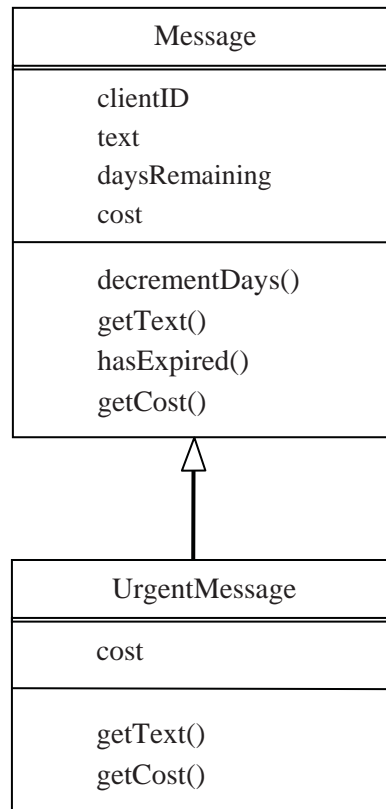 Message
clientID
text
daysRemaining
cost
decrementDays()
getText()
hasExpired()
getCost()
UrgentMessage
cost
getText()
getCost()